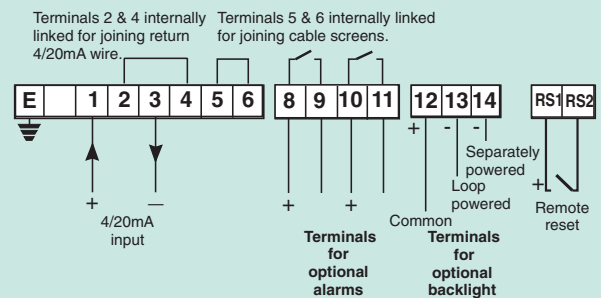 Terminals 2 & 4 internally
linked for joining return
4/20mA wire.
Terminals 5 & 6 internally linked
for joining cable screens.
E 1 2 3 4 5 6
8 9 10 11
12 13 14
RS1 RS2
+ - -
Separately
powered
Loop
powered
Common
+ —
4/20mA
input
+ +
Terminals
for
optional
alarms
Terminals
for
optional
backlight
+
Remote
reset